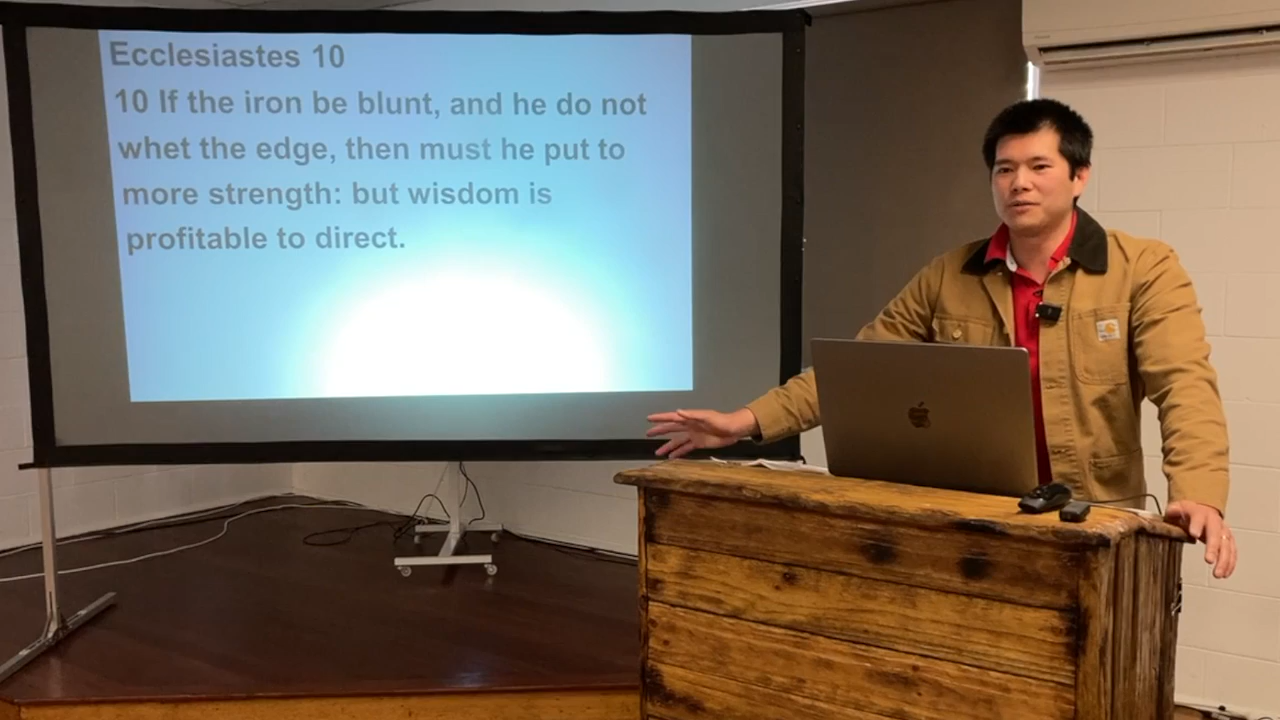 Ecclesiastes 10
10 If the iron be blunt, and he do not
whet the edge, then must he put to
more strength: but wisdom is
profitable to direct.